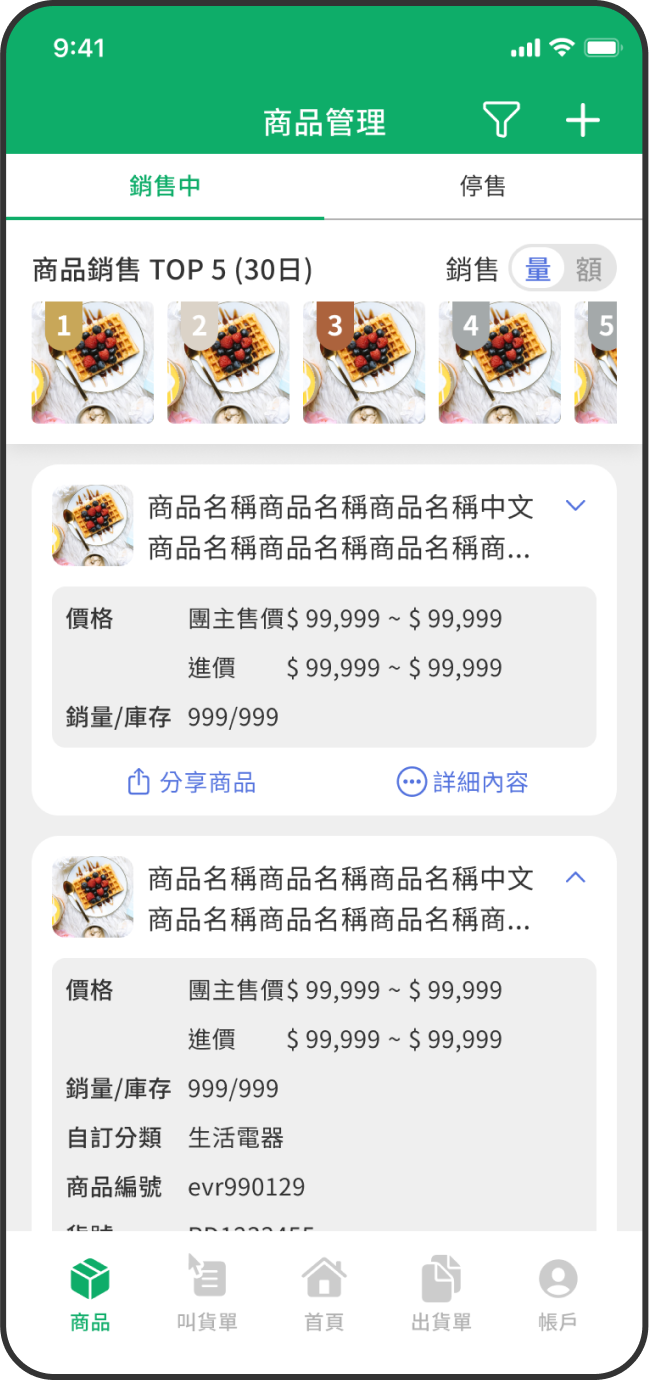 9:41
商品管理
銷售中 停售
商品銷售 TOP 5 (30日) 銷售 量 額
1 2 3 4 5
商品名稱商品名稱商品名稱中文
商品名稱商品名稱商品名稱商...
價格 團主售價 $ 99,999 ~ $ 99,999
進價 $ 99,999 ~ $ 99,999
銷量/庫存 999/999
分享商品 詳細內容
商品名稱商品名稱商品名稱中文
商品名稱商品名稱商品名稱商...
價格 團主售價 $ 99,999 ~ $ 99,999
進價 $ 99,999 ~ $ 99,999
銷量/庫存 999/999
自訂分類 生活電器
商品編號 evr990129
商品 叫貨單 首頁 出貨單 帳戶